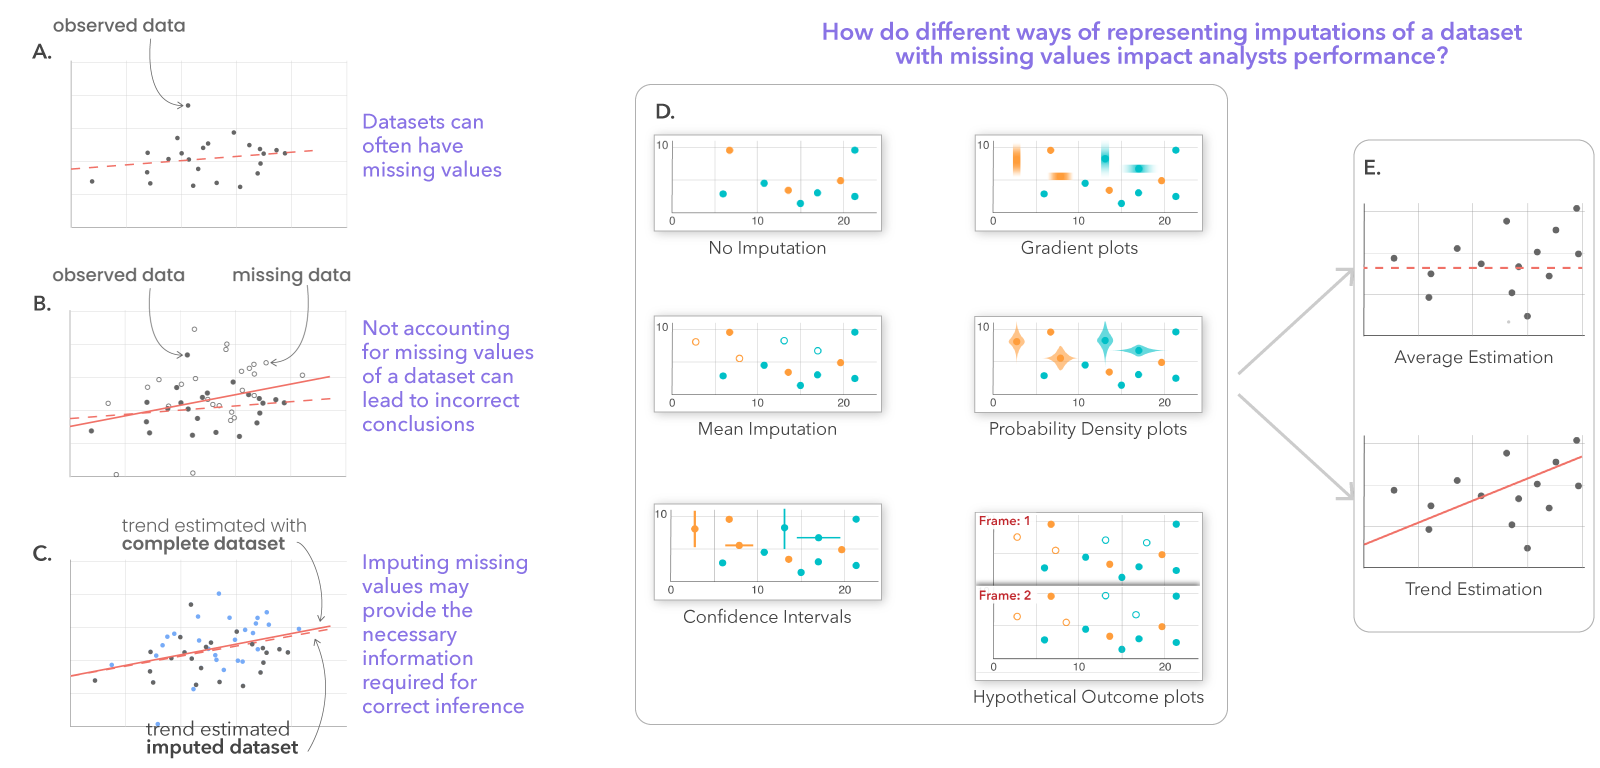 How do different ways of representing imputations of a dataset
with missing values impact analysts performance?
observed data
A.
Datasets can
often have
missing values
observed data
missing data
B.
Not accounting
for missing values
of a dataset can
lead to incorrect
conclusions
trend estimated with
complete dataset
C.
Imputing missing
values may
provide the
necessary
information
required for
correct inference
trend estimated
imputed dataset
D.
10
0 10 20
No Imputation
10
0 10 20
Gradient plots
10
0 10 20
Mean Imputation
10
0 10 20
Probability Density plots
10
0 10 20
Confidence Intervals
Frame: 1
Frame: 2
0 10 20
Hypothetical Outcome plots
E.
Average Estimation
Trend Estimation